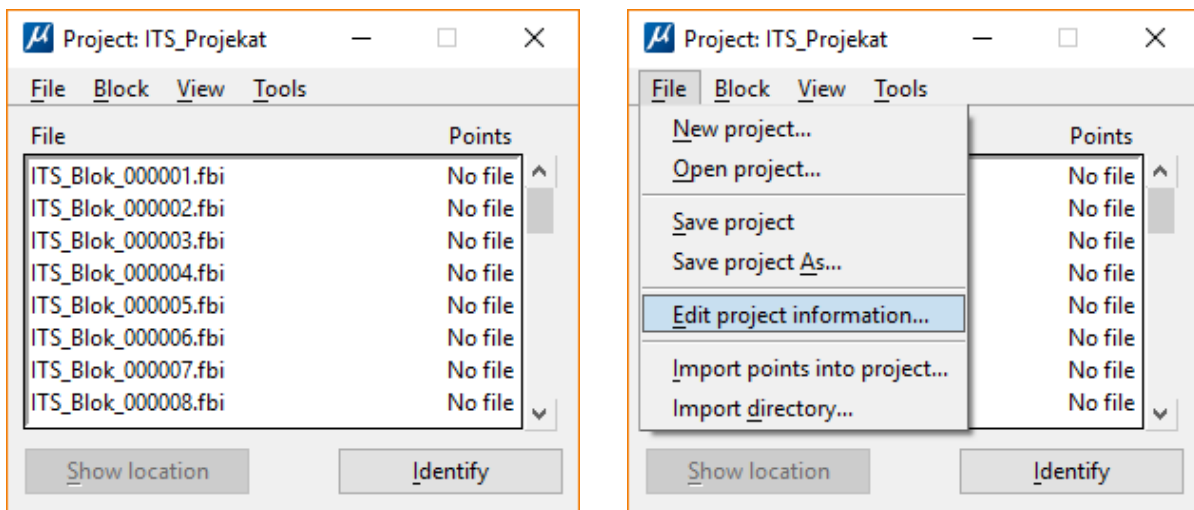 Project: ITS_Projekat
File Block View Tools
File Points
ITS_Blok_000001.fbi No file
ITS_Blok_000002.fbi No file
ITS_Blok_000003.fbi No file
ITS_Blok_000004.fbi No file
ITS_Blok_000005.fbi No file
ITS_Blok_000006.fbi No file
ITS_Blok_000007.fbi No file
ITS_Blok_000008.fbi No file
Show location Identify
Project: ITS_Projekat
File Block View Tools
New project...
Open project...
Save project
Save project As...
Edit project information...
Import points into project...
Import directory...
Points
No file
No file
No file
No file
No file
No file
No file
No file
Show location Identify